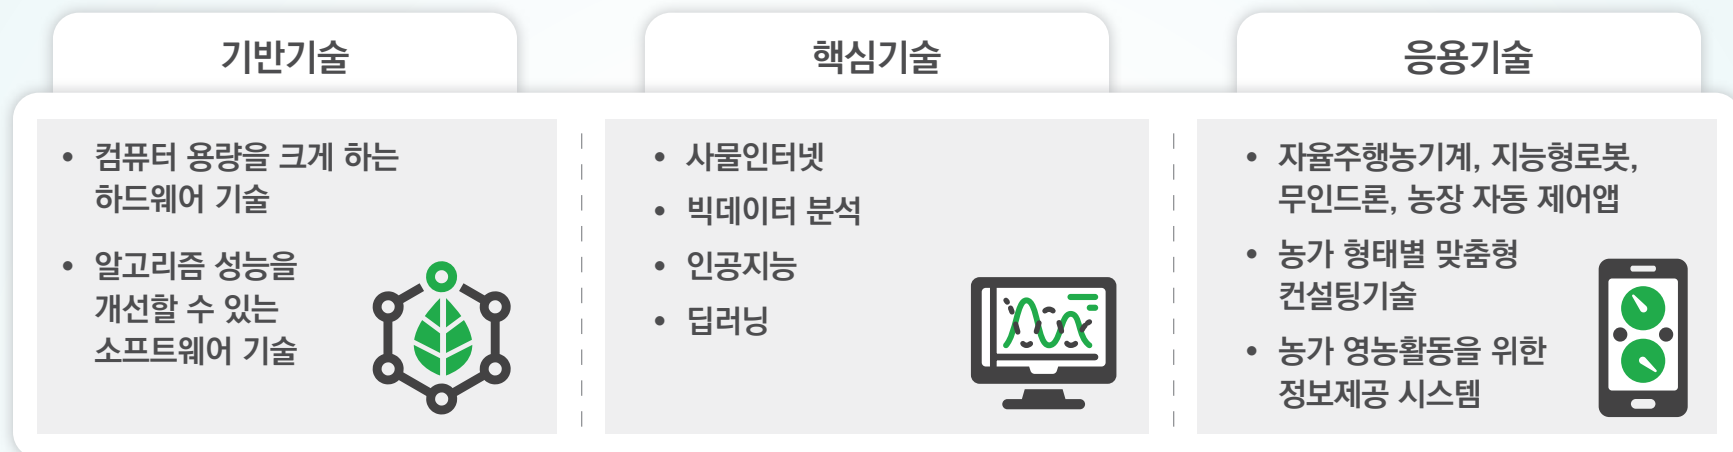 기반기술
• 컴퓨터 용량을 크게 하는
하드웨어 기술
• 알고리즘 성능을
개선할 수 있는
소프트웨어 기술
핵심기술
• 사물인터넷
• 빅데이터 분석
• 인공지능
• 딥러닝
응용기술
• 자율주행농기계, 지능형로봇,
무인드론, 농장 자동 제어앱
• 농가 형태별 맞춤형
컨설팅기술
• 농가 영농활동을 위한
정보제공 시스템